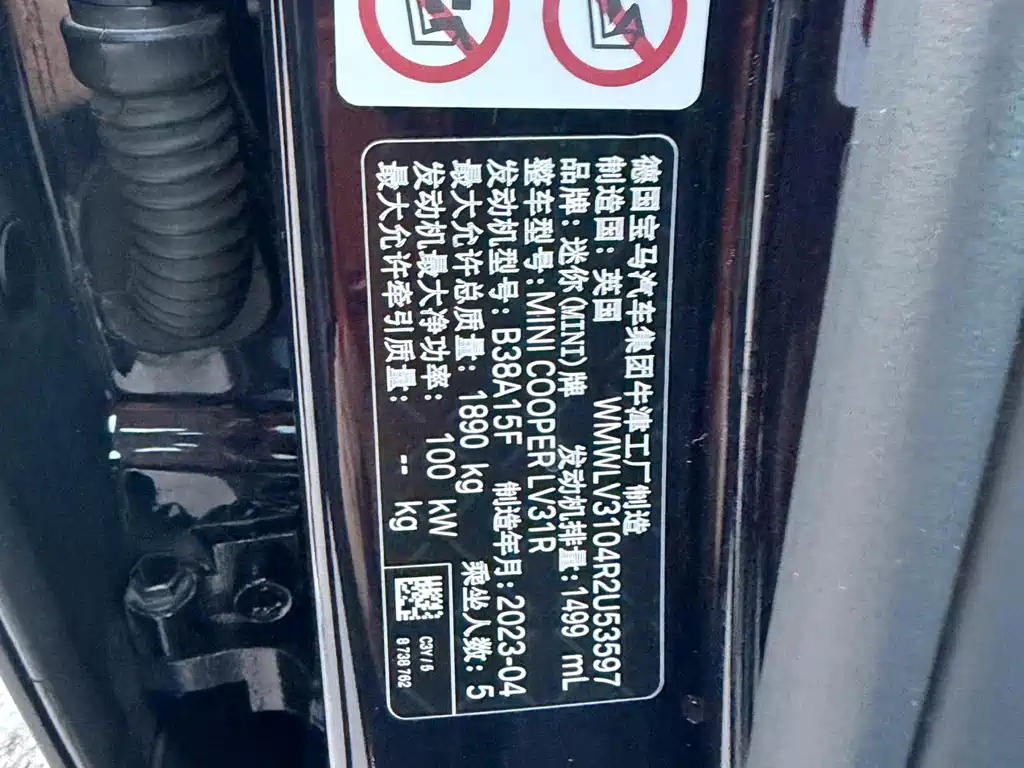 德国宝马汽车集团牛津工厂制造
制造国：英国 WMWLV3104R2U53597
品牌：迷你(MINI)牌 发动机排量：1499 mL
整车型号：MINI COOPER LV31R
发动机型号：B38A15F 制造年月：2023-04
最大允许总质量：1890 kg 乘坐人数：5
发动机最大净功率：100 kW
最大允许牵引质量：-- kg
C3Y/5
8 738 762